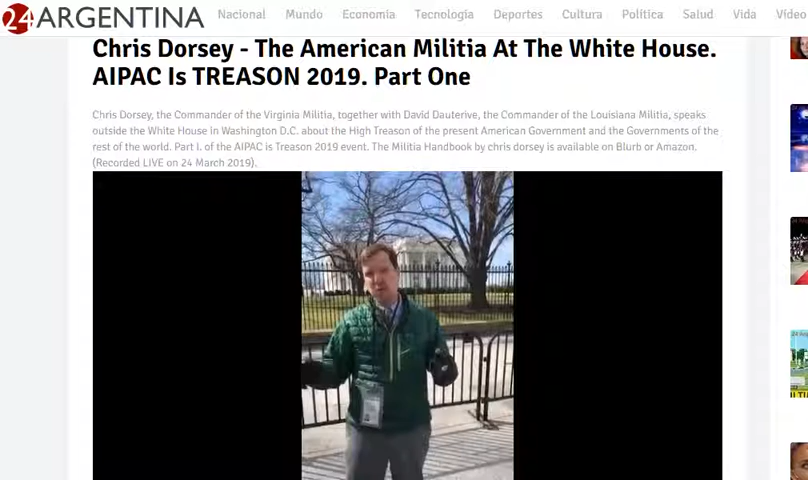 24ARGENTINA Nacional Mundo Economía Tecnología Deportes Cultura Política Salud Vida Video
Chris Dorsey - The American Militia At The White House.
AIPAC Is TREASON 2019. Part One
Chris Dorsey, the Commander of the Virginia Militia, together with David Dauterive, the Commander of the Louisiana Militia, speaks
outside the White House in Washington D.C. about the High Treason of the present American Government and the Governments of the
rest of the world. Part I. of the AIPAC is Treason 2019 event. The Militia Handbook by chris dorsey is available on Blurb or Amazon.
(Recorded LIVE on 24 March 2019).